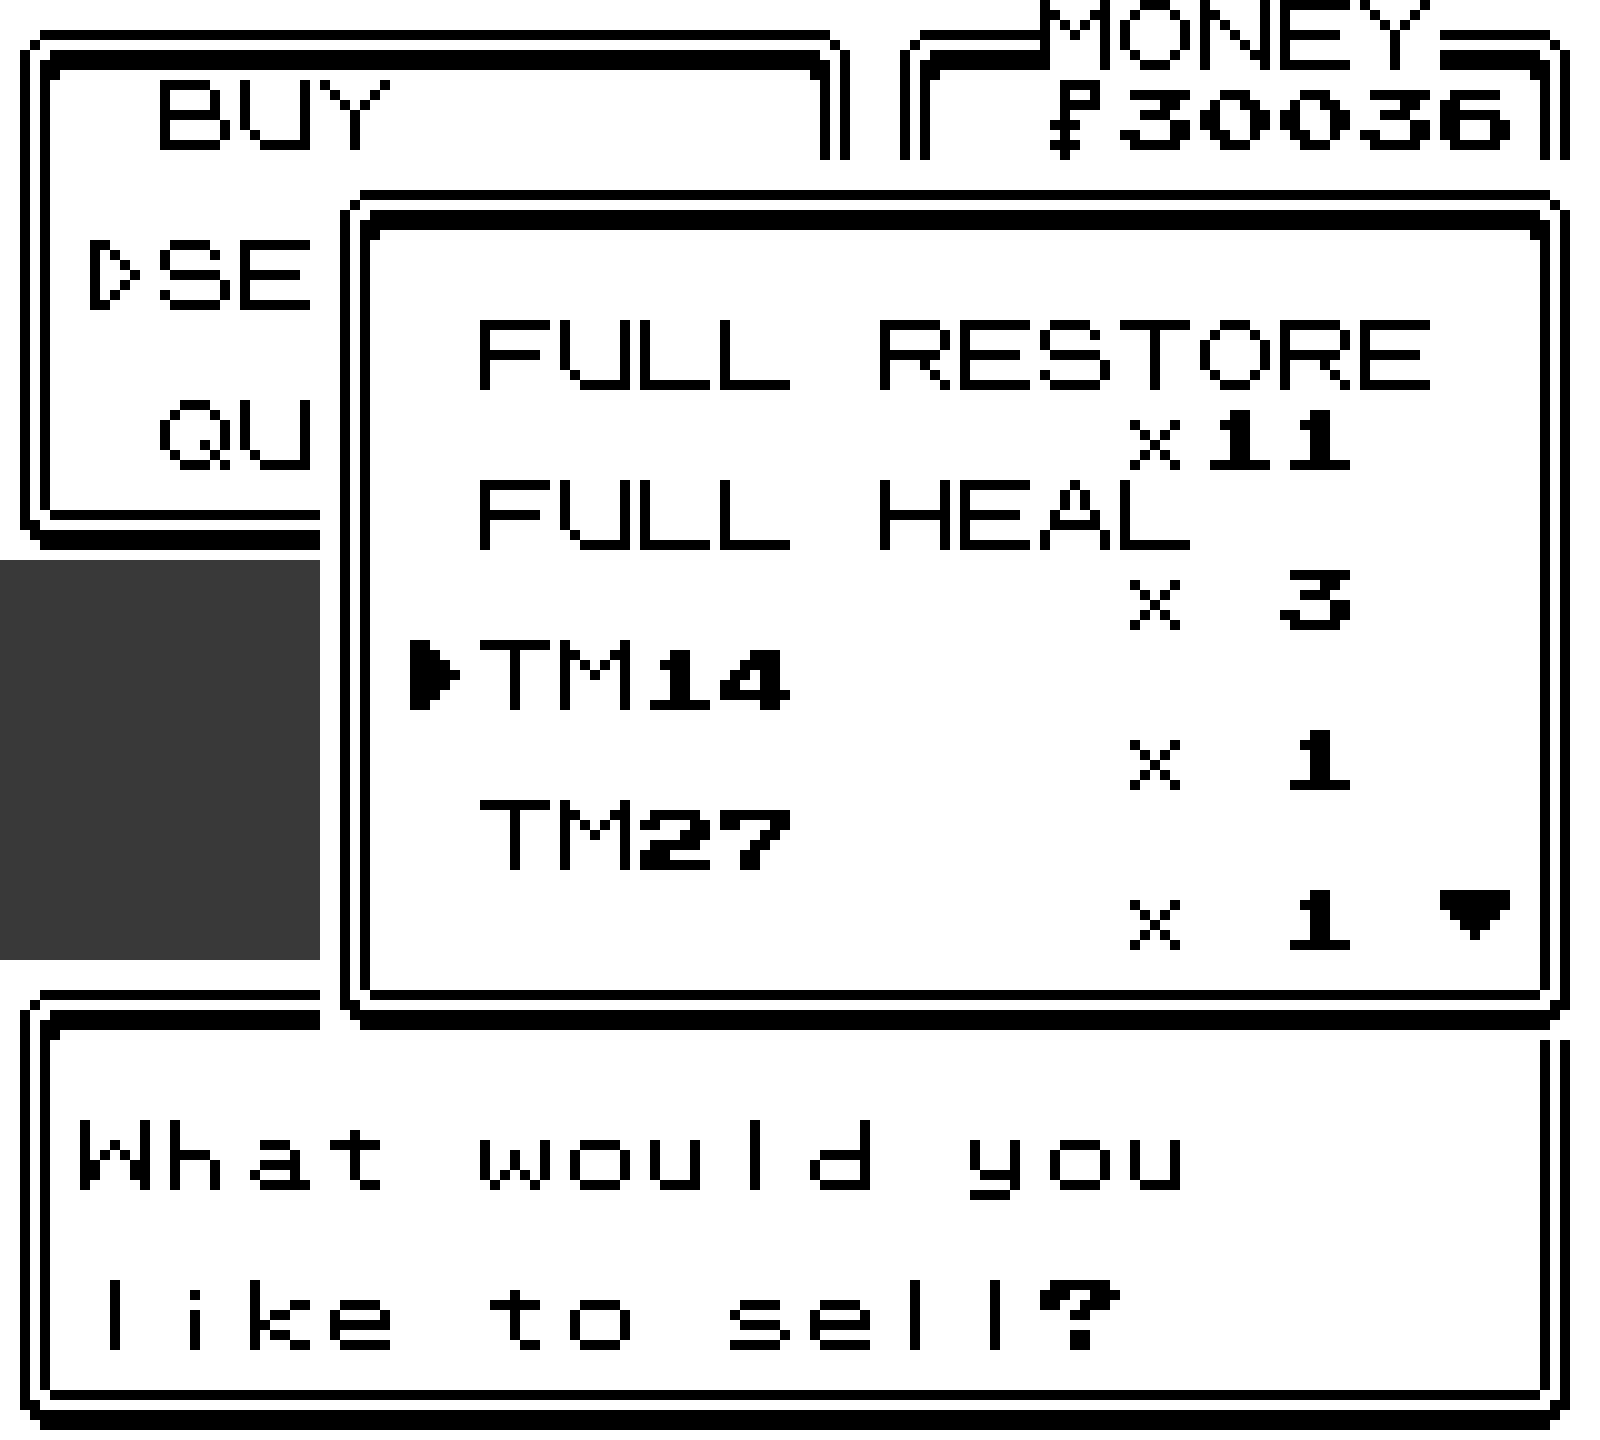 MONEY
BUY
₽30036
SE
FULL RESTORE
×11
QU
FULL HEAL
× 3
TM14
× 1
TM27
× 1
What would you
like to sell?